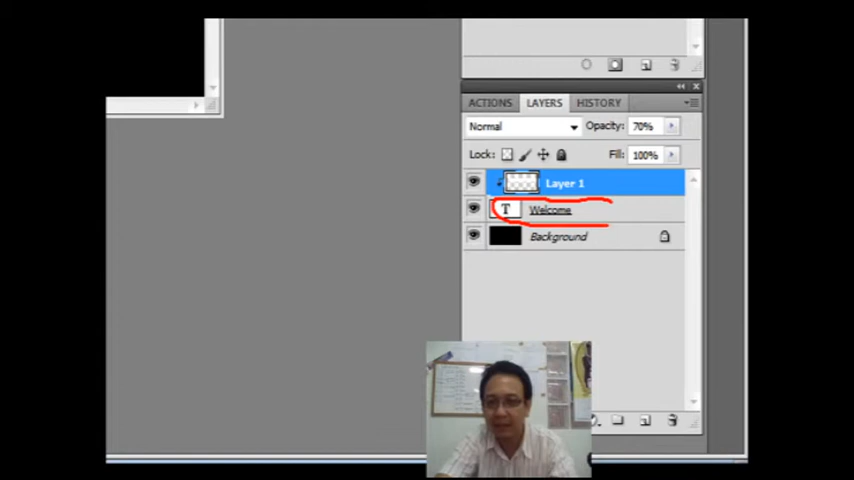 ACTIONS LAYERS HISTORY
Normal Opacity: 70%
Lock: Fill: 100%
Layer 1
T Welcome
Background